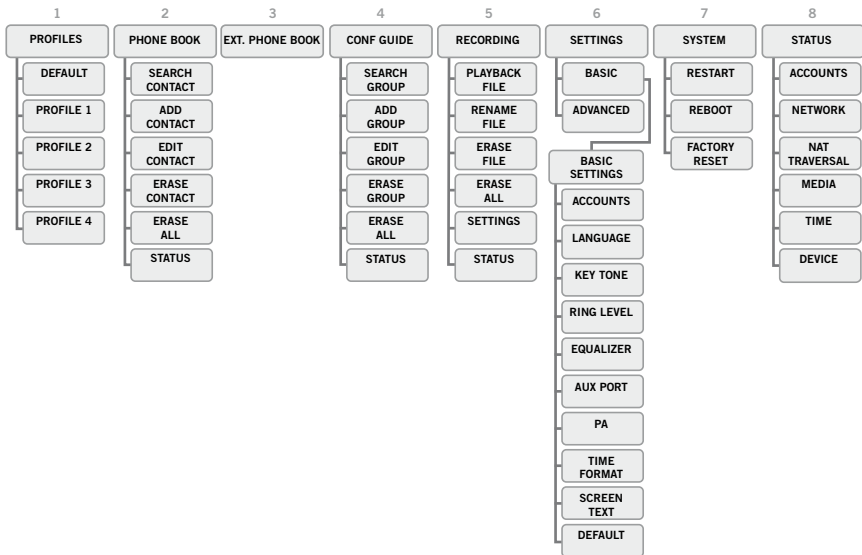 1
2
3
4
5
6
7
8
PROFILES
PHONE BOOK
EXT. PHONE BOOK
CONF GUIDE
RECORDING
SETTINGS
SYSTEM
STATUS
DEFAULT
PROFILE 1
PROFILE 2
PROFILE 3
PROFILE 4
SEARCH
CONTACT
ADD
CONTACT
EDIT
CONTACT
ERASE
CONTACT
ERASE
ALL
STATUS
SEARCH
GROUP
ADD
GROUP
EDIT
GROUP
ERASE
GROUP
ERASE
ALL
STATUS
PLAYBACK
FILE
RENAME
FILE
ERASE
FILE
ERASE
ALL
SETTINGS
STATUS
BASIC
ADVANCED
BASIC
SETTINGS
ACCOUNTS
LANGUAGE
KEY TONE
RING LEVEL
EQUALIZER
AUX PORT
PA
TIME
FORMAT
SCREEN
TEXT
DEFAULT
RESTART
REBOOT
FACTORY
RESET
ACCOUNTS
NETWORK
NAT
TRAVERSAL
MEDIA
TIME
DEVICE